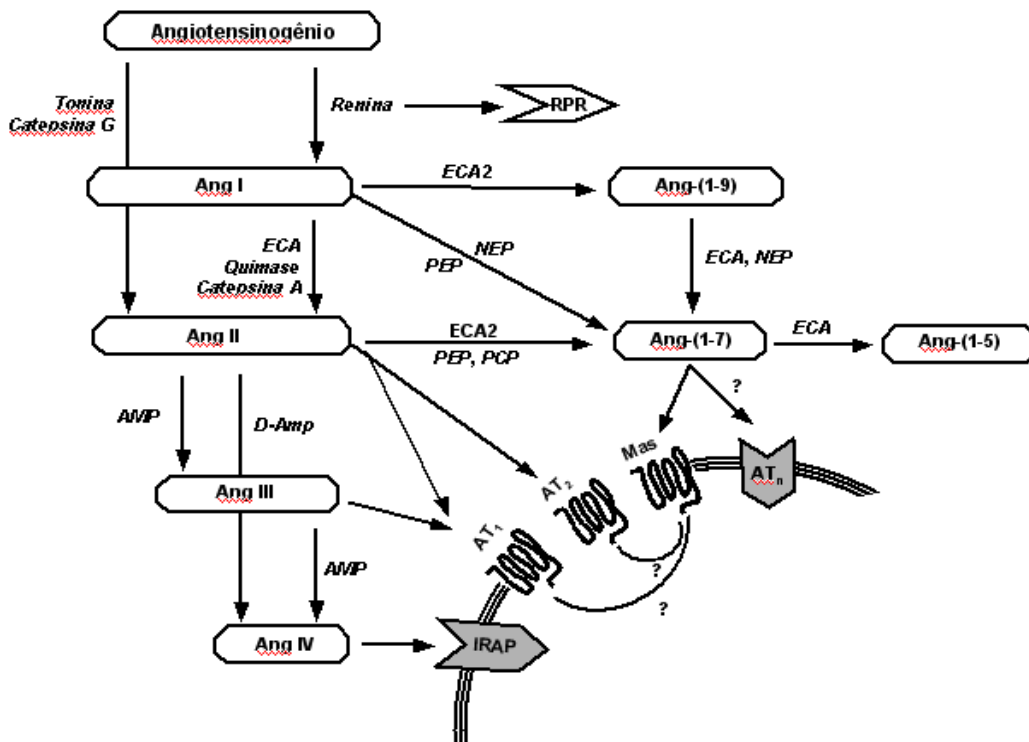 Angiotensinogênio
Tonina
Catepsina G
Renina
RPR
Ang I
ECA2
Ang-(1-9)
ECA
Quimase
Catepsina A
NEP
PEP
ECA, NEP
Ang II
ECA2
PEP, PCP
Ang-(1-7)
ECA
Ang-(1-5)
AMP
D-Amp
?
Mas
ATn
Ang III
AT2
AT1
?
?
AMP
Ang IV
IRAP